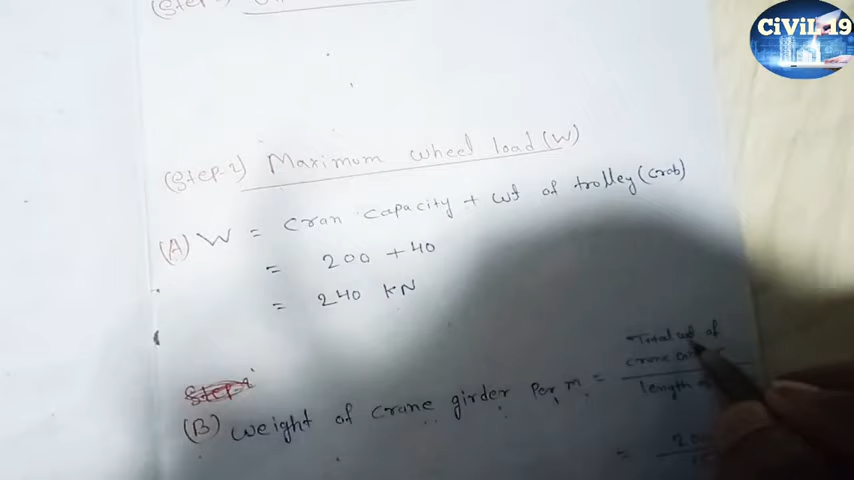 CiViL 19
(Step-2) Maximum wheel load (W)
(A) W = Cran capacity + wt of trolley (Crab)
= 200 + 40
= 240 KN
Step-2
(B) Weight of crane girder per m = Total wt of crane / length
=